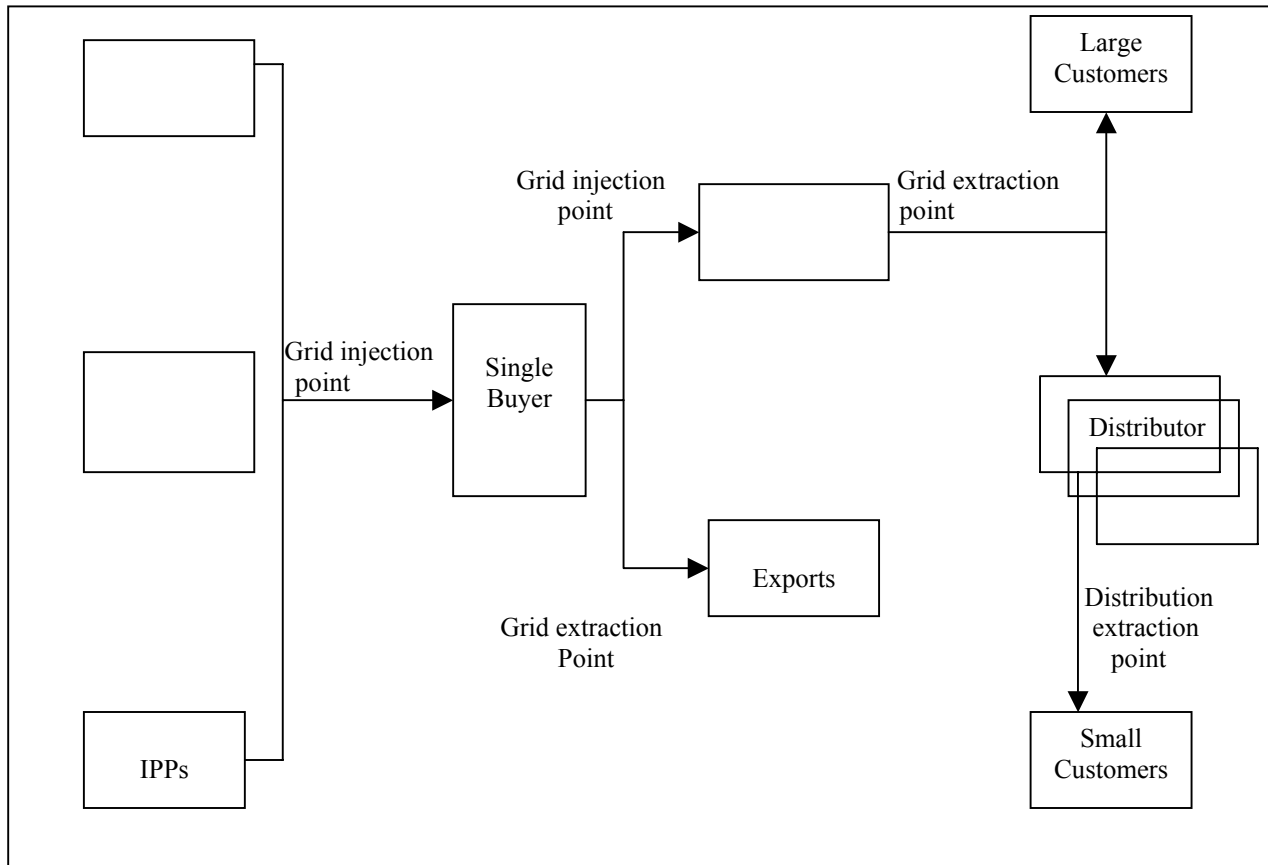 Large
Customers
Grid injection
point
Grid extraction
point
Grid injection
point
Single
Buyer
Distributor
Exports
Grid extraction
Point
Distribution
extraction
point
IPPs
Small
Customers